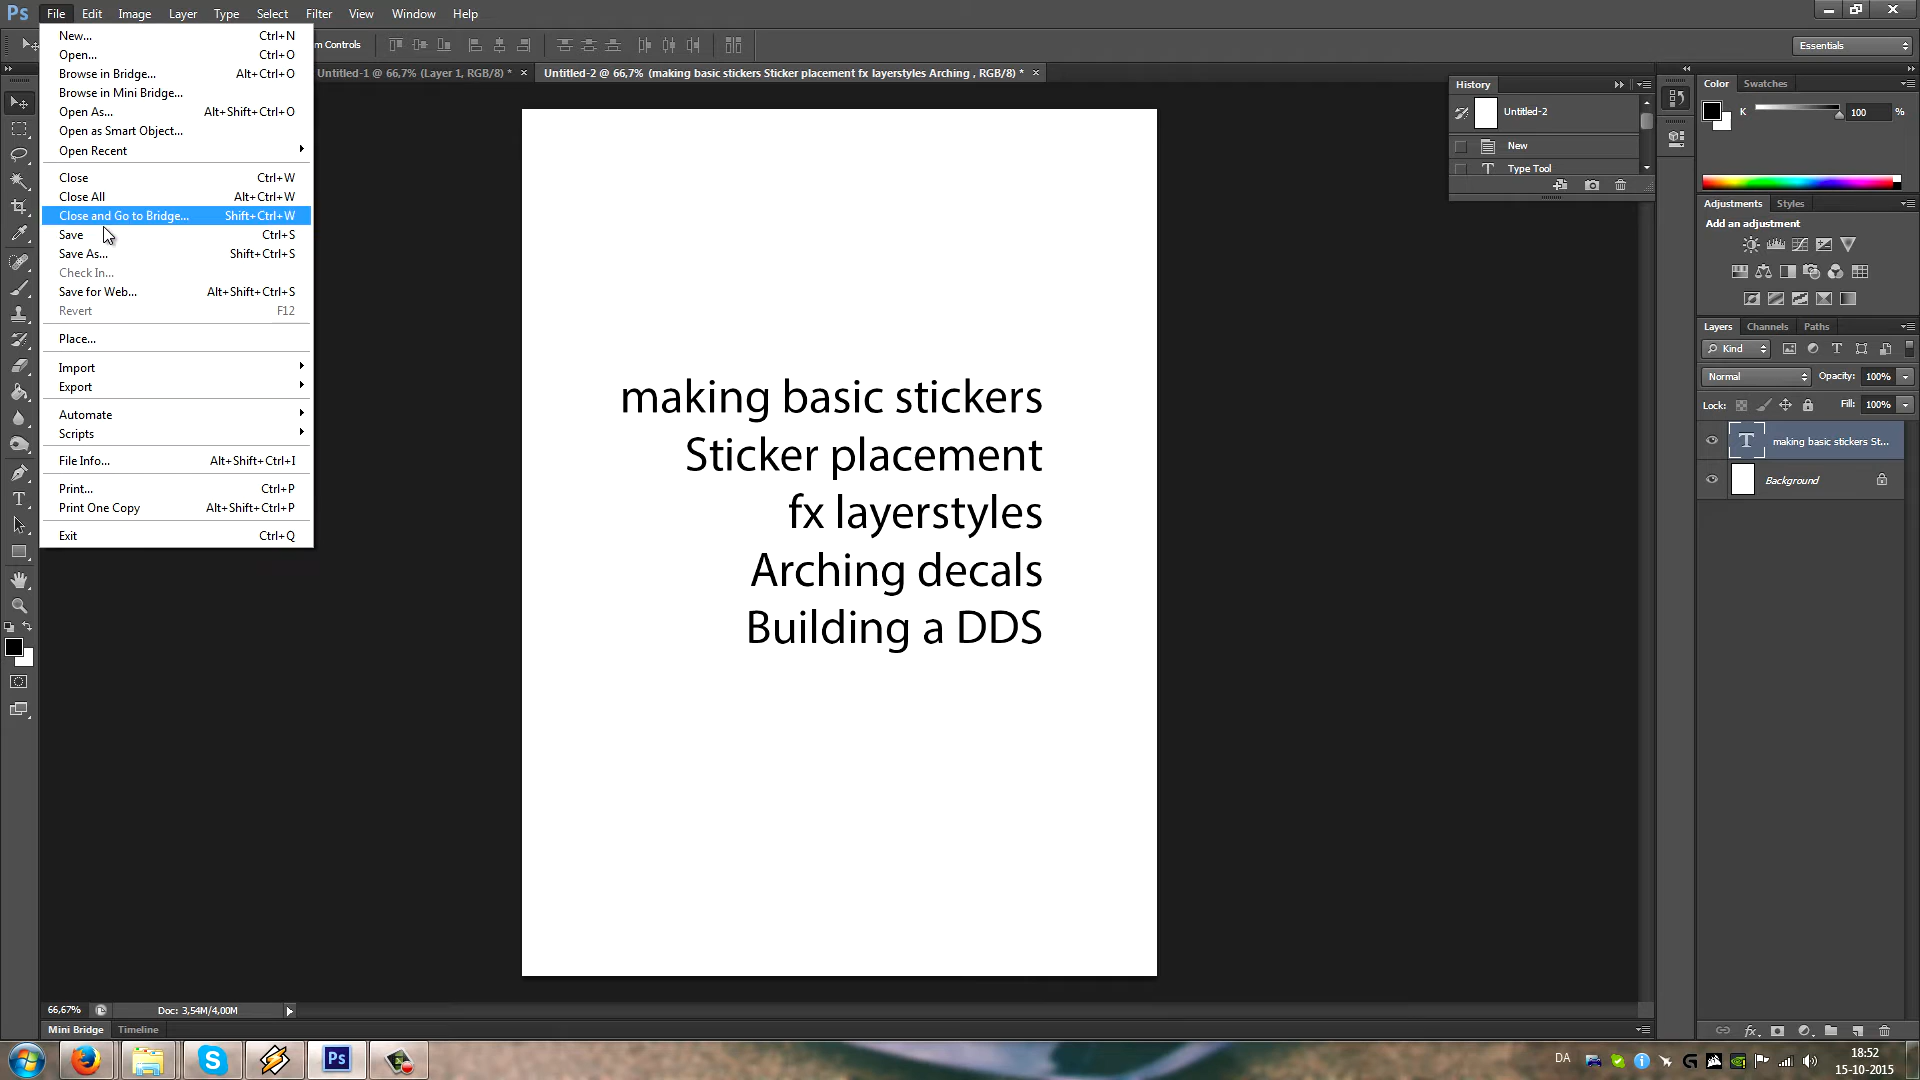 Ps File Edit Image Layer Type Select Filter View Window Help
m Controls
Essentials
Untitled-1 @ 66,7% (Layer 1, RGB/8) * ×
Untitled-2 @ 66,7% (making basic stickers Sticker placement fx layerstyles Arching , RGB/8) * ×
New... Ctrl+N
Open... Ctrl+O
Browse in Bridge... Alt+Ctrl+O
Browse in Mini Bridge...
Open As... Alt+Shift+Ctrl+O
Open as Smart Object...
Open Recent
Close Ctrl+W
Close All Alt+Ctrl+W
Close and Go to Bridge... Shift+Ctrl+W
Save Ctrl+S
Save As... Shift+Ctrl+S
Check In...
Save for Web... Alt+Shift+Ctrl+S
Revert F12
Place...
Import
Export
Automate
Scripts
File Info... Alt+Shift+Ctrl+I
Print... Ctrl+P
Print One Copy Alt+Shift+Ctrl+P
Exit Ctrl+Q
making basic stickers
Sticker placement
fx layerstyles
Arching decals
Building a DDS
History
Untitled-2
New
Type Tool
Color Swatches
K 100 %
Adjustments Styles
Add an adjustment
Layers Channels Paths
Kind
Normal Opacity: 100%
Lock: Fill: 100%
making basic stickers St...
Background
66,67% Doc: 3,54M/4,00M
Mini Bridge Timeline
DA
18:52
15-10-2015